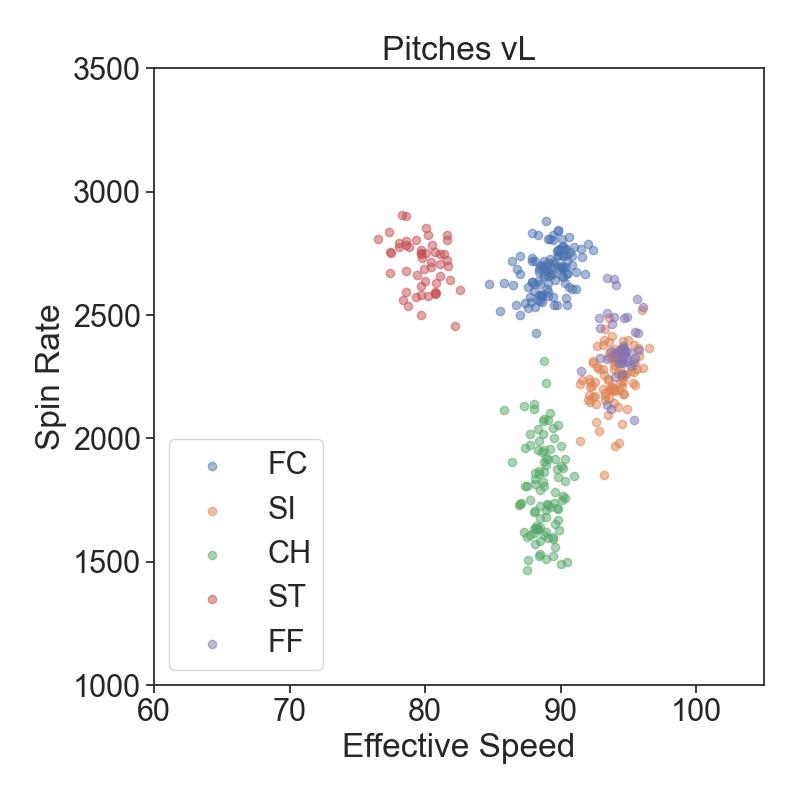 Pitches vL
3500
3000
2500
2000
1500
1000
Spin Rate
FC
SI
CH
ST
FF
60 70 80 90 100
Effective Speed